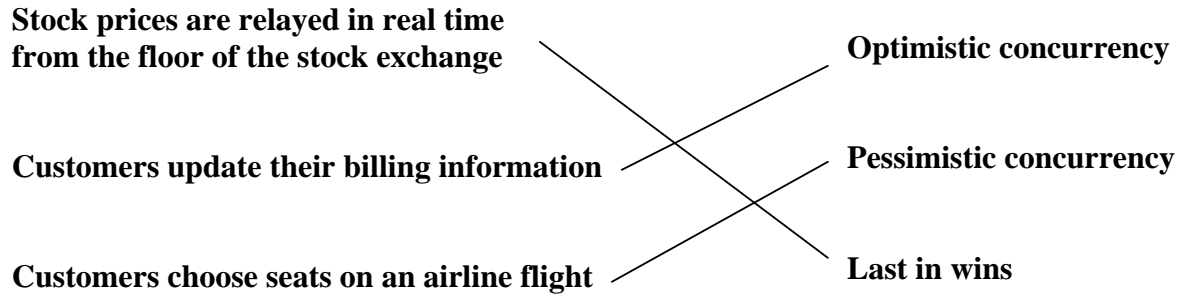 Stock prices are relayed in real time
from the floor of the stock exchange
Customers update their billing information
Customers choose seats on an airline flight
Optimistic concurrency
Pessimistic concurrency
Last in wins